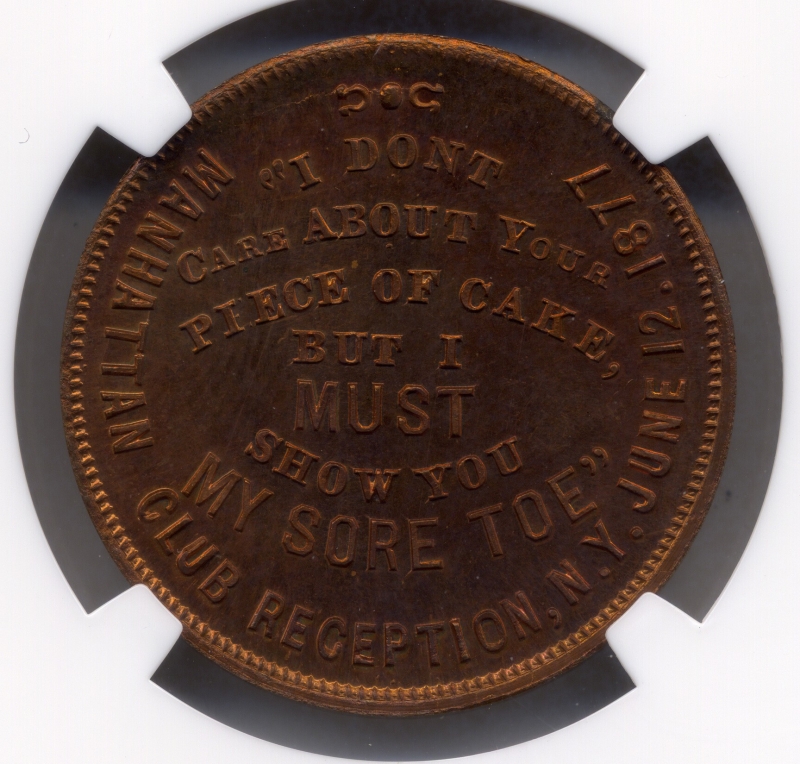 "I DONT
CARE ABOUT YOUR
PIECE OF CAKE,
BUT I
MUST
SHOW YOU
MY SORE TOE"
MANHATTAN CLUB RECEPTION, N.Y. JUNE 12. 1877